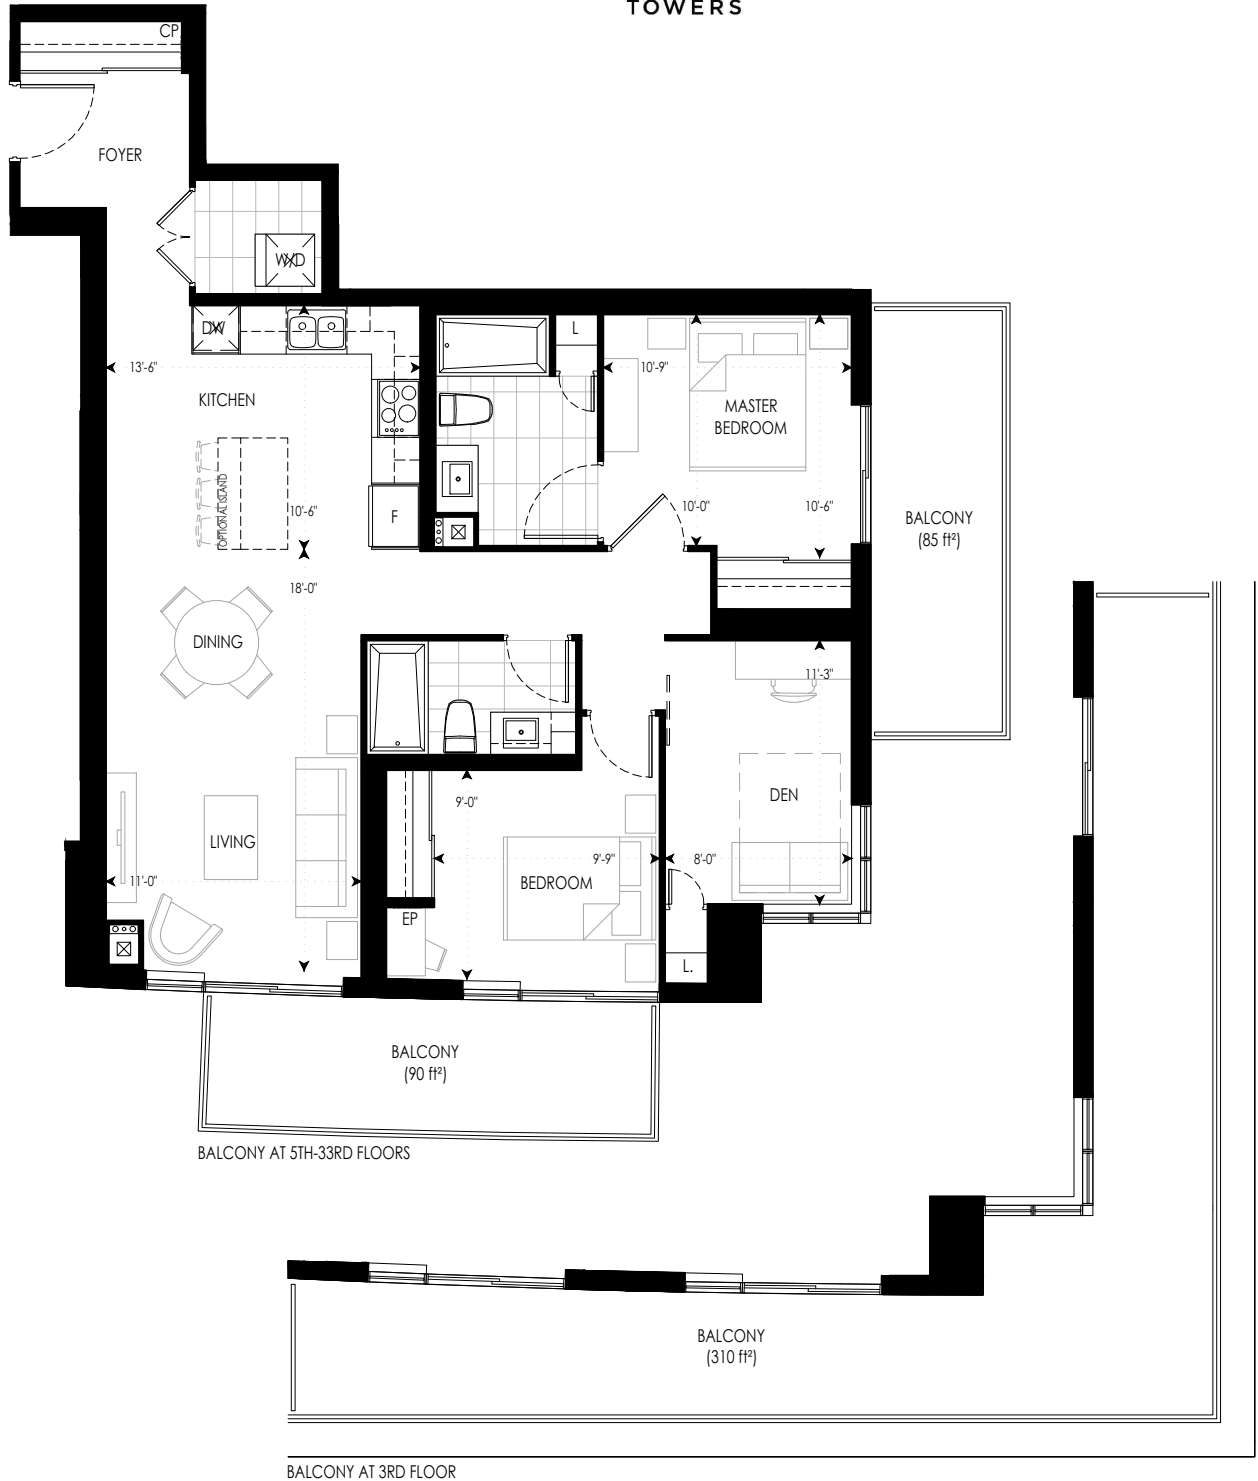 TOWERS
CP
FOYER
W/D
DW
L
13'-6"
10'-9"
KITCHEN
MASTER
BEDROOM
OPTIONAL ISLAND
10'-6"
F
10'-0"
10'-6"
BALCONY
(85 ft²)
18'-0"
DINING
11'-3"
9'-0"
DEN
LIVING
9'-9"
8'-0"
11'-0"
BEDROOM
EP
L.
BALCONY
(90 ft²)
BALCONY AT 5TH-33RD FLOORS
BALCONY
(310 ft²)
BALCONY AT 3RD FLOOR